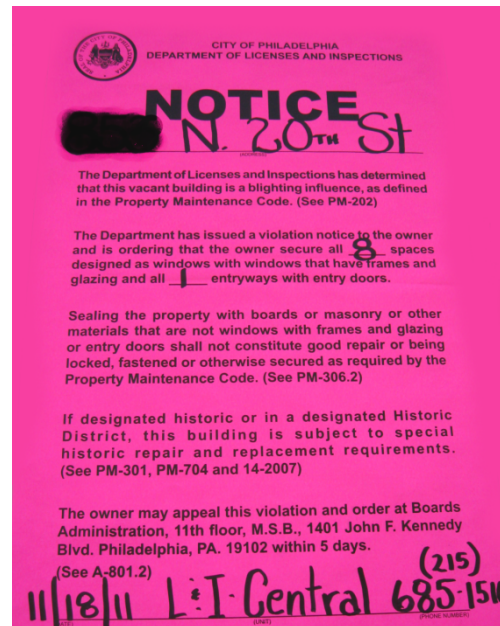 CITY OF PHILADELPHIA
DEPARTMENT OF LICENSES AND INSPECTIONS
NOTICE
N. 20TH St
(ADDRESS)
The Department of Licenses and Inspections has determined
that this vacant building is a blighting influence, as defined
in the Property Maintenance Code. (See PM-202)
The Department has issued a violation notice to the owner
and is ordering that the owner secure all 8 spaces
designed as windows with windows that have frames and
glazing and all 1 entryways with entry doors.
Sealing the property with boards or masonry or other
materials that are not windows with frames and glazing
or entry doors shall not constitute good repair or being
locked, fastened or otherwise secured as required by the
Property Maintenance Code. (See PM-306.2)
If designated historic or in a designated Historic
District, this building is subject to special
historic repair and replacement requirements.
(See PM-301, PM-704 and 14-2007)
The owner may appeal this violation and order at Boards
Administration, 11th floor, M.S.B., 1401 John F. Kennedy
Blvd. Philadelphia, PA. 19102 within 5 days.
(See A-801.2)
11/18/11 L&I-Central (215) 685-1511
(UNIT) (PHONE NUMBER)